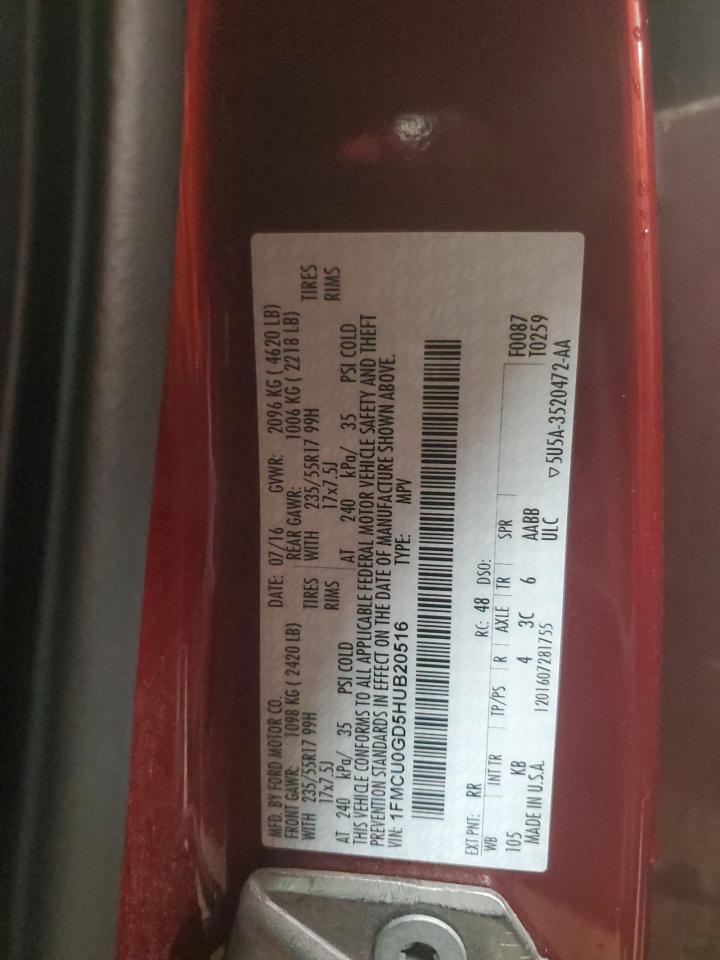 MFD. BY FORD MOTOR CO. DATE: 07/16 GVWR: 2096 KG ( 4620 LB)
FRONT GAWR: 1098 KG ( 2420 LB) REAR GAWR: 1006 KG ( 2218 LB)
WITH 235/55R17 99H TIRES WITH 235/55R17 99H TIRES
17x7.5J RIMS 17x7.5J RIMS
AT 240 kPa/ 35 PSI COLD AT 240 kPa/ 35 PSI COLD
THIS VEHICLE CONFORMS TO ALL APPLICABLE FEDERAL MOTOR VEHICLE SAFETY AND THEFT
PREVENTION STANDARDS IN EFFECT ON THE DATE OF MANUFACTURE SHOWN ABOVE.
VIN: 1FMCU0GD5HUB20516 TYPE: MPV
EXT PNT: RR RC: 48 DSO: F0087
WB INT TR TP/PS R AXLE TR SPR T0259
105 KB 4 3C 6 AABB
MADE IN U.S.A. 1201607281755 ULC ▽5U5A-3520472-AA